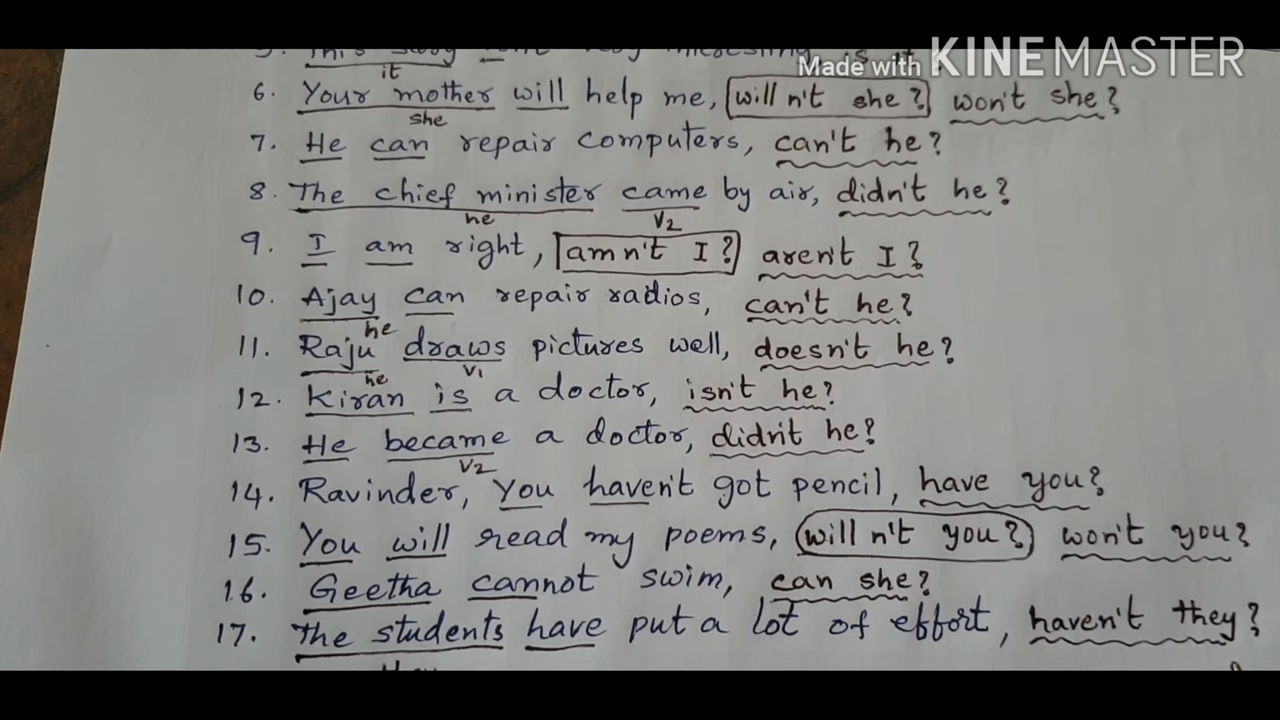 Made with KINEMASTER
it
6. Your mother will help me, will n't she? won't she?
she
7. He can repair computers, can't he?
8. The chief minister came by air, didn't he?
he V2
9. I am right, amn't I? aren't I?
10. Ajay can repair radios, can't he?
he
11. Raju draws pictures well, doesn't he?
he V1
12. Kiran is a doctor, isn't he?
13. He became a doctor, didn't he?
V2
14. Ravinder, you haven't got pencil, have you?
15. You will read my poems, will n't you? won't you?
16. Geetha cannot swim, can she?
17. The students have put a lot of effort, haven't they?